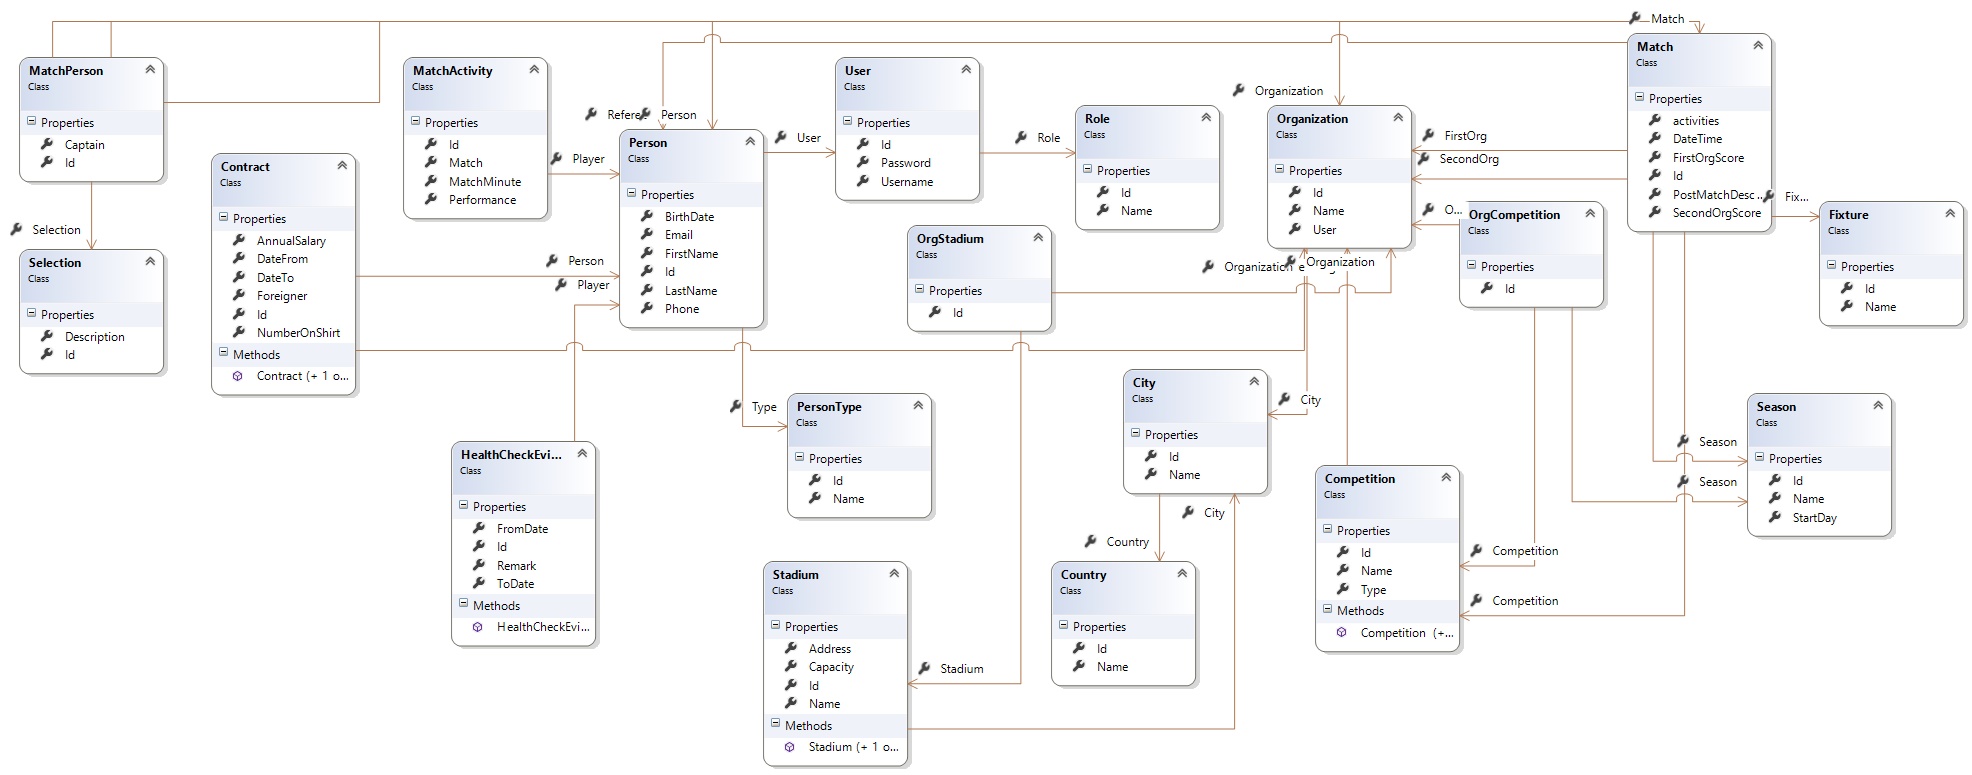 Match
MatchPerson
Class
Properties
Captain
Id
Selection
Selection
Class
Properties
Description
Id
Contract
Class
Properties
AnnualSalary
DateFrom
DateTo
Foreigner
Id
NumberOnShirt
Methods
Contract (+ 1 o...
MatchActivity
Class
Properties
Id
Match
MatchMinute
Performance
Player
Person
Player
HealthCheckEvi...
Class
Properties
FromDate
Id
Remark
ToDate
Methods
HealthCheckEvi...
Person
Person
Class
Properties
BirthDate
Email
FirstName
Id
LastName
Phone
User
Type
PersonType
Class
Properties
Id
Name
User
Class
Properties
Id
Password
Username
Role
Role
Class
Properties
Id
Name
OrgStadium
Class
Properties
Id
Stadium
Stadium
Class
Properties
Address
Capacity
Id
Name
Methods
Stadium (+ 1 o...
Organization
Organization
Class
Properties
Id
Name
User
Organization
Organization
City
City
Class
Properties
Id
Name
City
Country
Country
Class
Properties
Id
Name
FirstOrg
SecondOrg
O...
OrgCompetition
Properties
Id
Competition
Class
Properties
Id
Name
Type
Methods
Competition (+...
Competition
Competition
Match
Class
Properties
activities
DateTime
FirstOrgScore
Id
PostMatchDesc...
SecondOrgScore
Fix...
Fixture
Class
Properties
Id
Name
Season
Season
Season
Class
Properties
Id
Name
StartDay